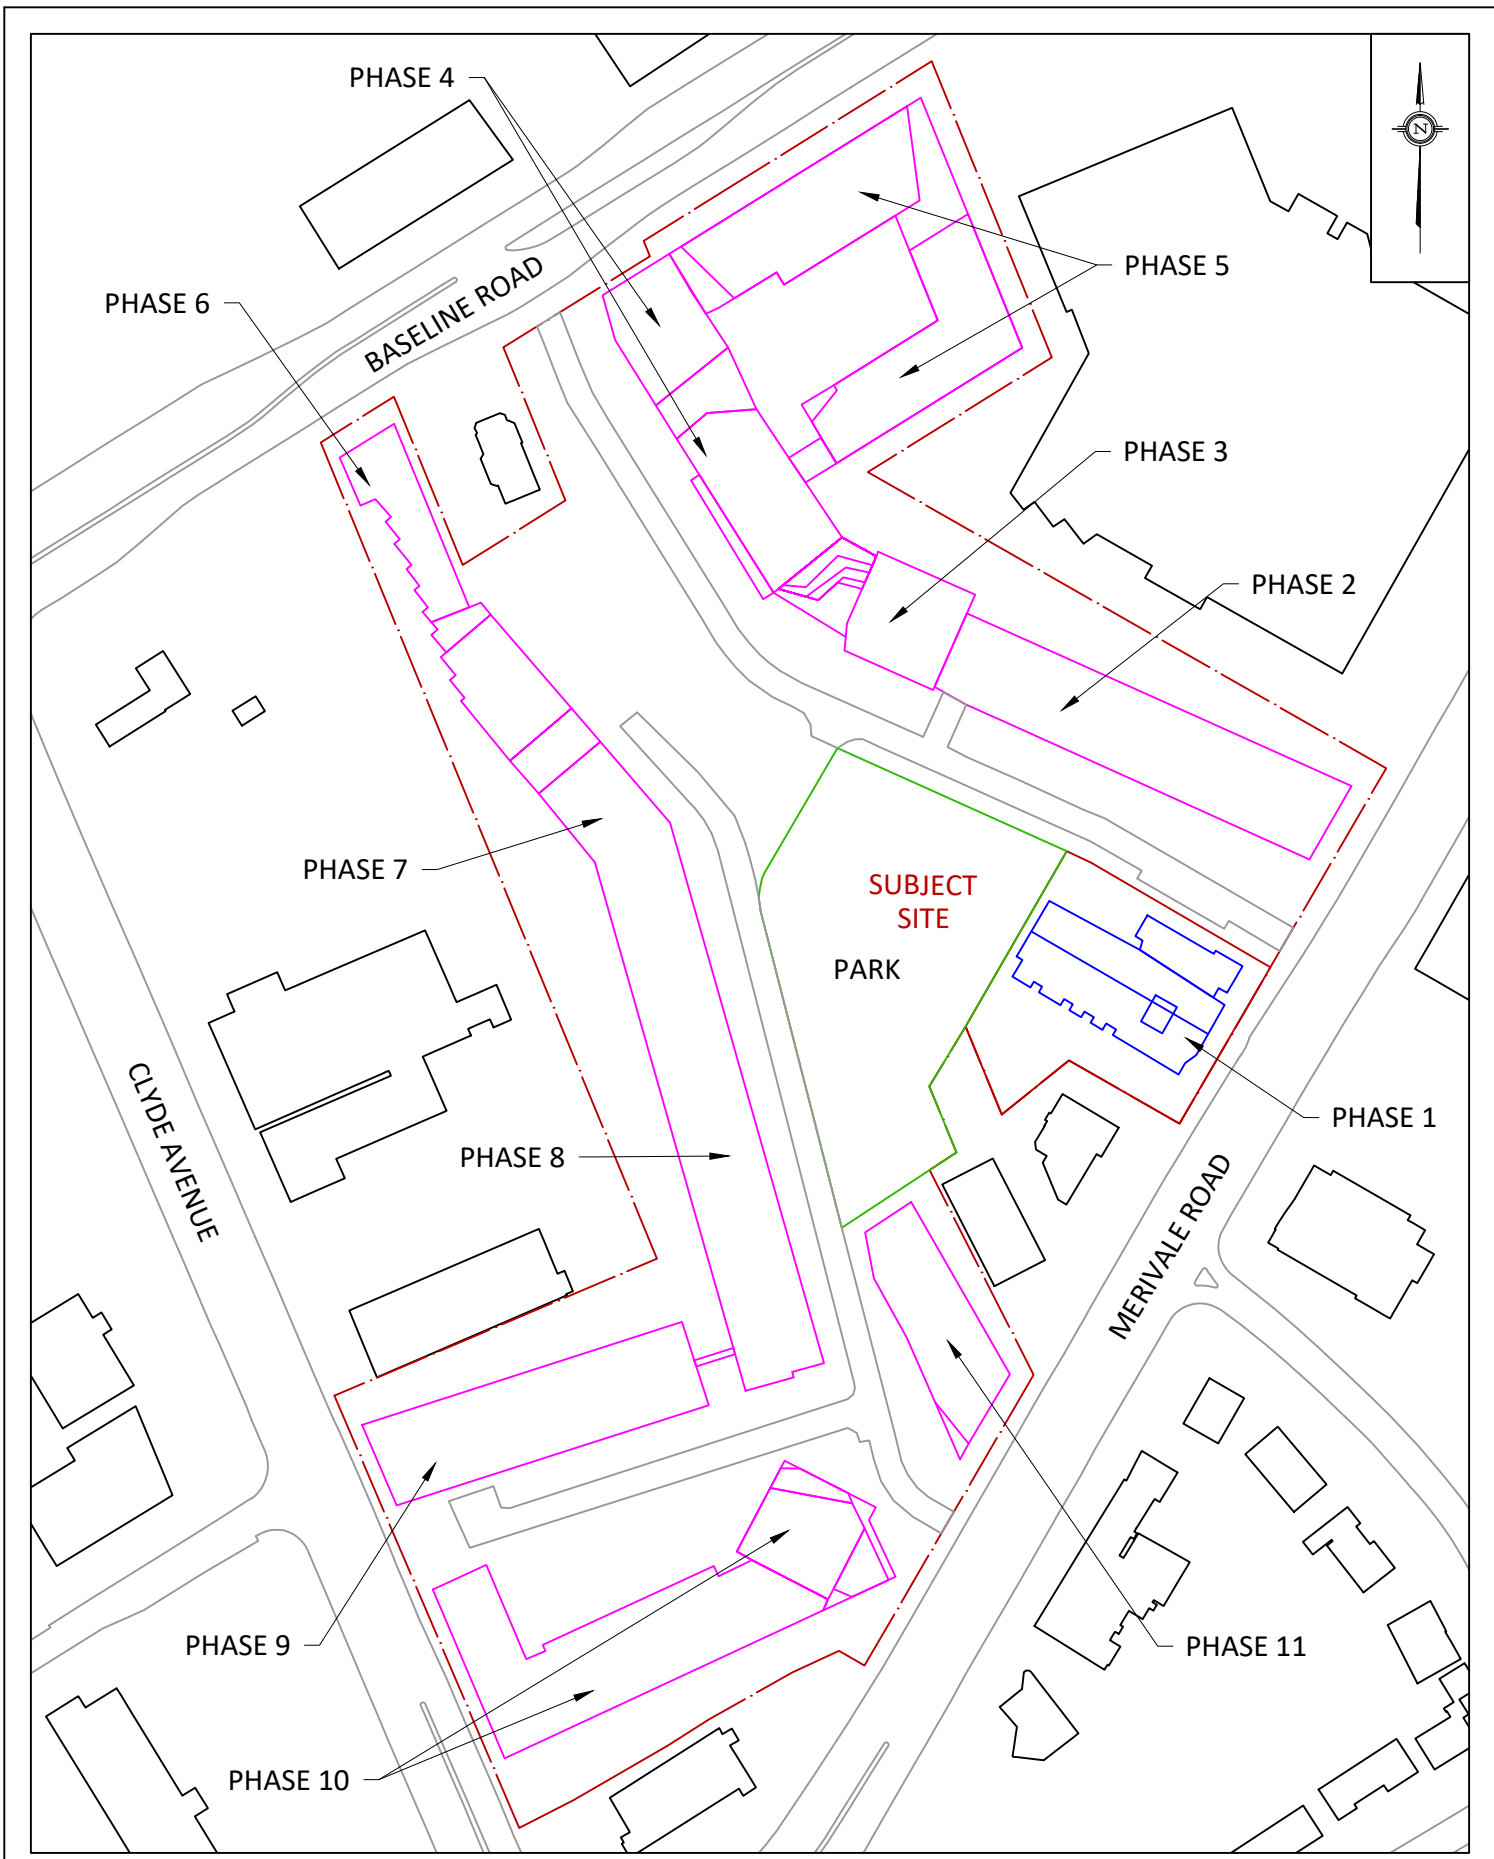 PHASE 4
N
PHASE 5
PHASE 6
BASELINE ROAD
PHASE 3
PHASE 2
PHASE 7
SUBJECT
SITE
PARK
CLYDE AVENUE
PHASE 1
PHASE 8
MERIVALE ROAD
PHASE 9
PHASE 11
PHASE 10